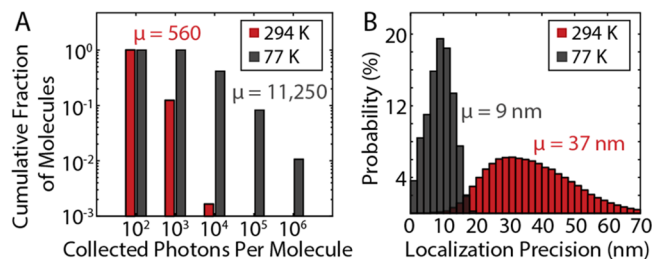 A
μ = 560
294 K
77 K
μ = 11,250
Cumulative Fraction
of Molecules
10⁰
10⁻¹
10⁻²
10⁻³
10² 10³ 10⁴ 10⁵ 10⁶
Collected Photons Per Molecule
B
294 K
77 K
μ = 9 nm
μ = 37 nm
Probability (%)
20
12
4
0 10 20 30 40 50 60 70
Localization Precision (nm)